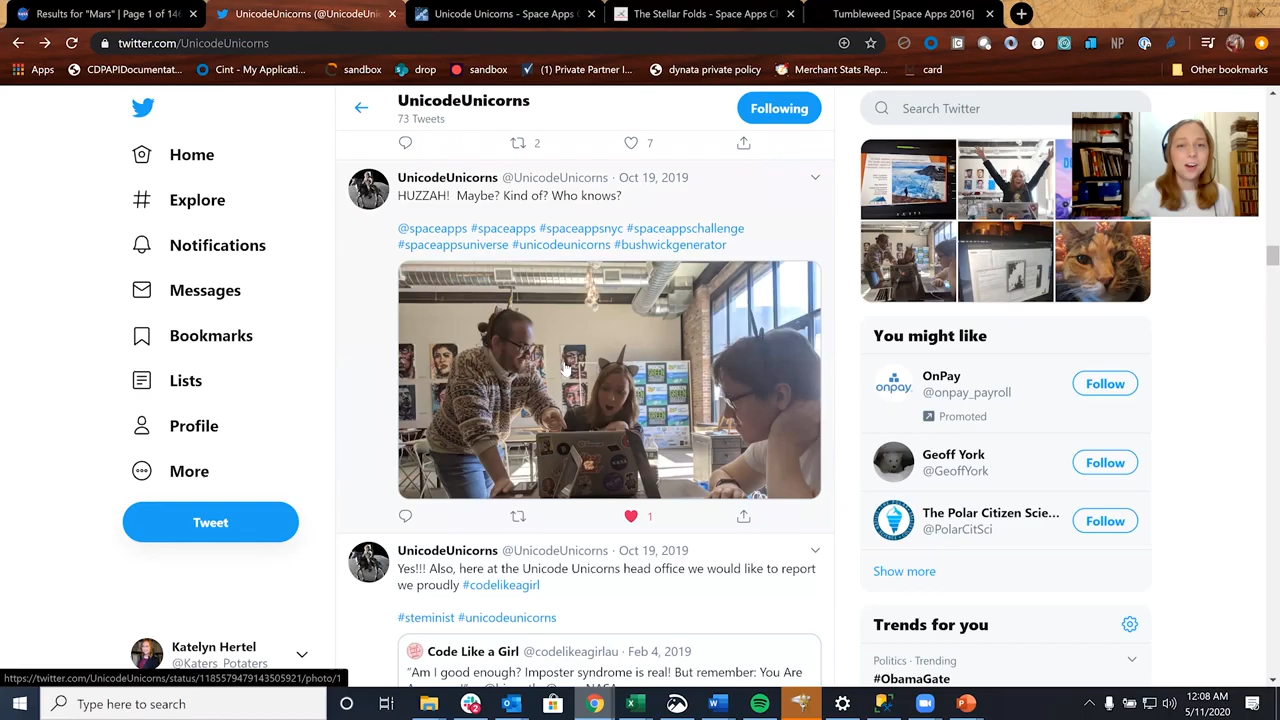 Results for "Mars" | Page 1 of 14
UnicodeUnicorns (@UnicodeUni
Unicode Unicorns - Space Apps
The Stellar Folds - Space Apps C
Tumbleweed [Space Apps 2016]
twitter.com/UnicodeUnicorns
Apps
CDPAPIDocumentat...
Cint - My Applicati...
sandbox
drop
sandbox
(1) Private Partner I...
dynata private policy
Merchant Stats Rep...
card
Other bookmarks
Home
Explore
Notifications
Messages
Bookmarks
Lists
Profile
More
Tweet
Katelyn Hertel
@Katers_Potaters
UnicodeUnicorns
73 Tweets
Following
2
7
UnicodeUnicorns @UnicodeUnicorns · Oct 19, 2019
HUZZAH! Maybe? Kind of? Who knows?
@spaceapps #spaceapps #spaceappsnyc #spaceappschallenge
#spaceappsuniverse #unicodeunicorns #bushwickgenerator
1
UnicodeUnicorns @UnicodeUnicorns · Oct 19, 2019
Yes!!! Also, here at the Unicode Unicorns head office we would like to report
we proudly #codelikeagirl
#steminist #unicodeunicorns
Code Like a Girl @codelikeagirlau · Feb 4, 2019
"Am I good enough? Imposter syndrome is real! But remember: You Are
Search Twitter
You might like
OnPay
@onpay_payroll
Promoted
Follow
Geoff York
@GeoffYork
Follow
The Polar Citizen Scie...
@PolarCitSci
Follow
Show more
Trends for you
Politics · Trending
#ObamaGate
https://twitter.com/UnicodeUnicorns/status/1185579479143505921/photo/1
Type here to search
12:08 AM
5/11/2020